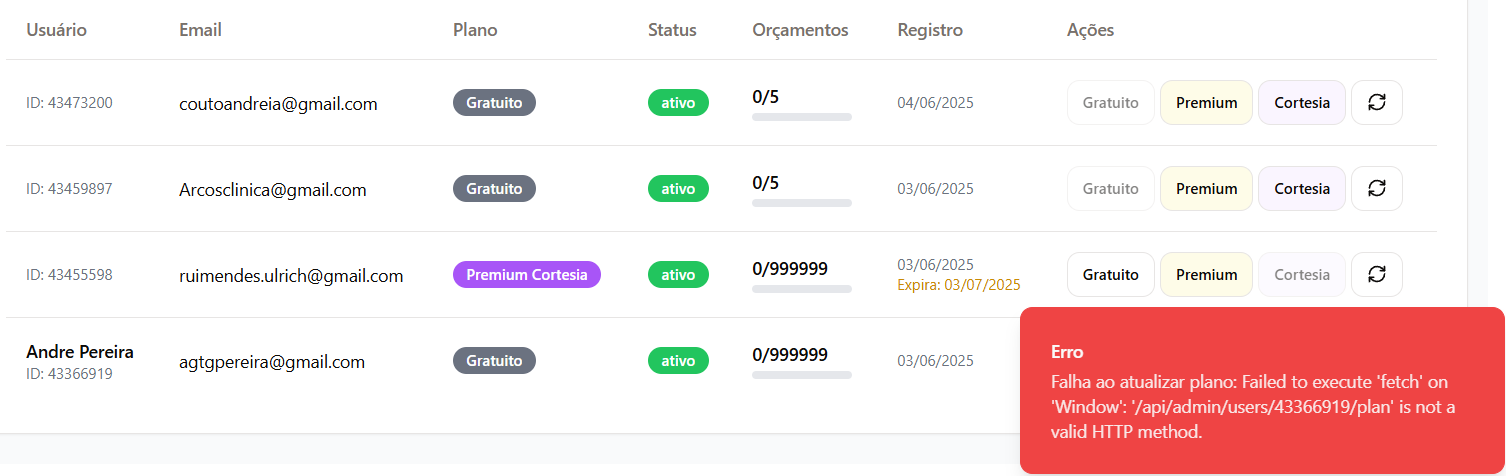 Usuário Email Plano Status Orçamentos Registro Ações
ID: 43473200 coutoandreia@gmail.com Gratuito ativo 0/5 04/06/2025 Gratuito Premium Cortesia
ID: 43459897 Arcosclinica@gmail.com Gratuito ativo 0/5 03/06/2025 Gratuito Premium Cortesia
ID: 43455598 ruimendes.ulrich@gmail.com Premium Cortesia ativo 0/999999 03/06/2025 Gratuito Premium Cortesia
Expira: 03/07/2025
Andre Pereira agtgpereira@gmail.com Gratuito ativo 0/999999 03/06/2025
ID: 43366919
Erro
Falha ao atualizar plano: Failed to execute 'fetch' on
'Window': '/api/admin/users/43366919/plan' is not a
valid HTTP method.